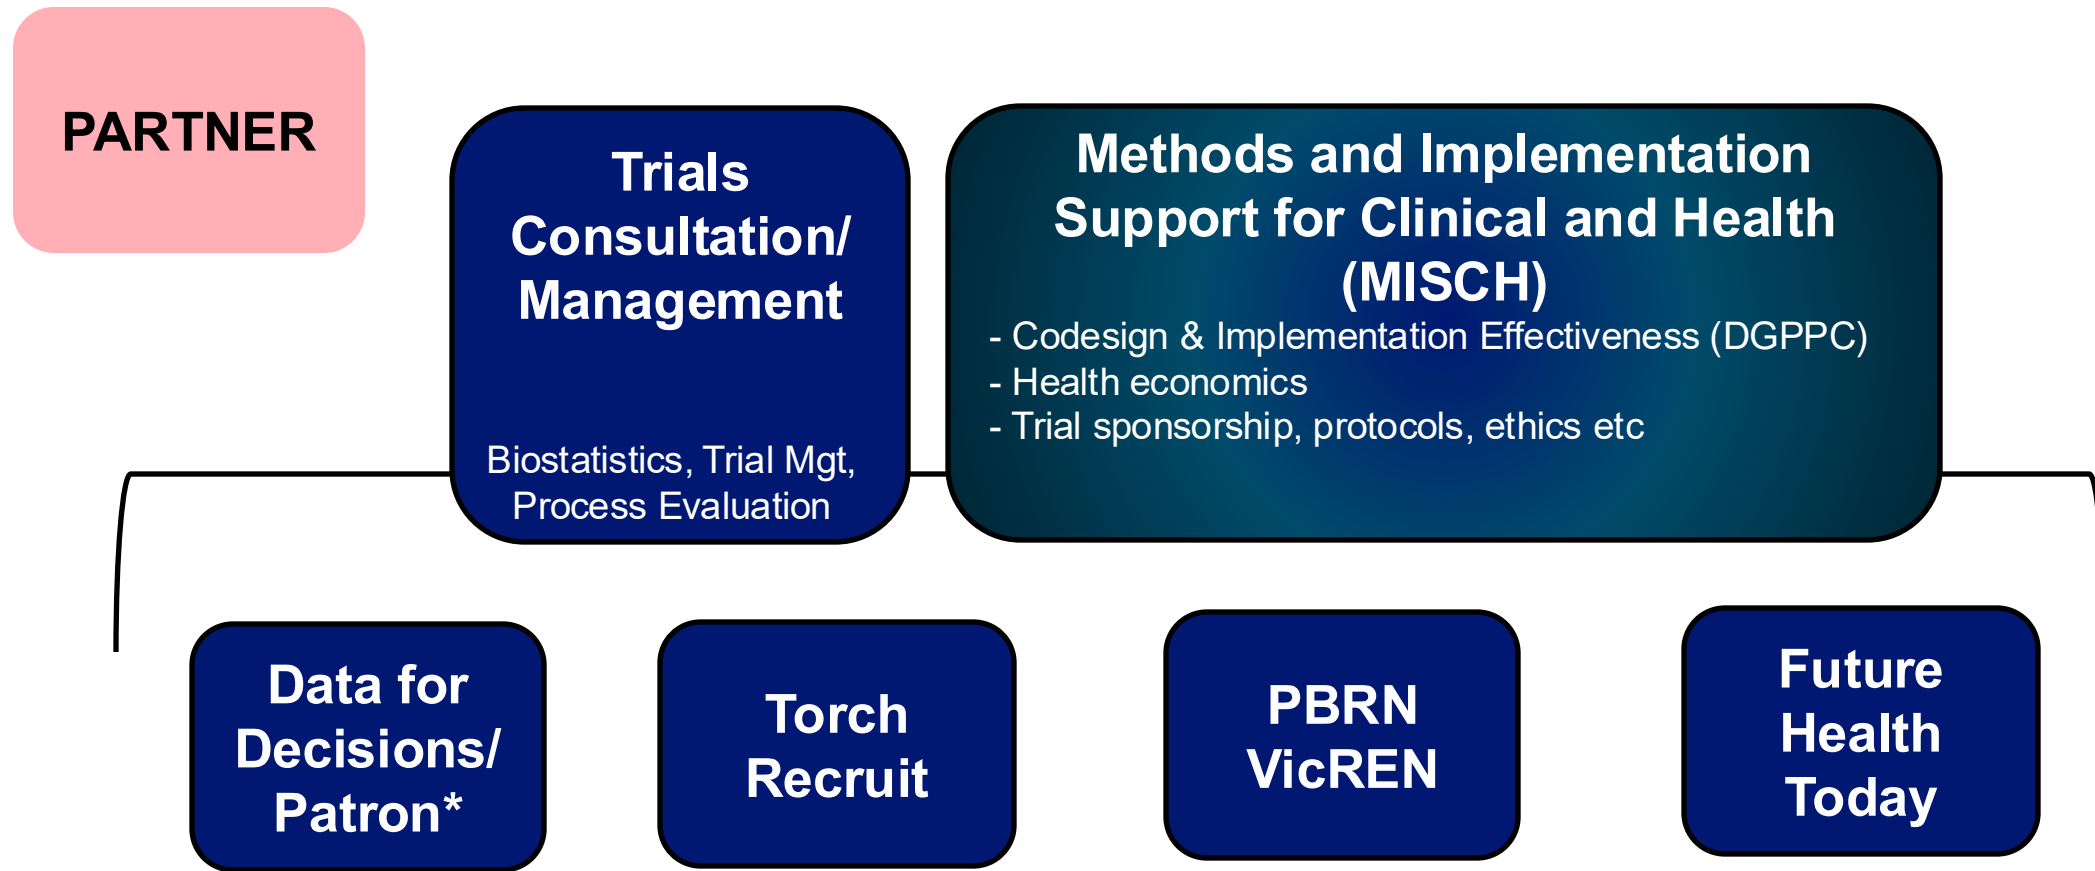 PARTNER
Trials
Consultation/
Management
Biostatistics, Trial Mgt,
Process Evaluation
Methods and Implementation
Support for Clinical and Health
(MISCH)
- Codesign & Implementation Effectiveness (DGPPC)
- Health economics
- Trial sponsorship, protocols, ethics etc
Data for
Decisions/
Patron*
Torch
Recruit
PBRN
VicREN
Future
Health
Today